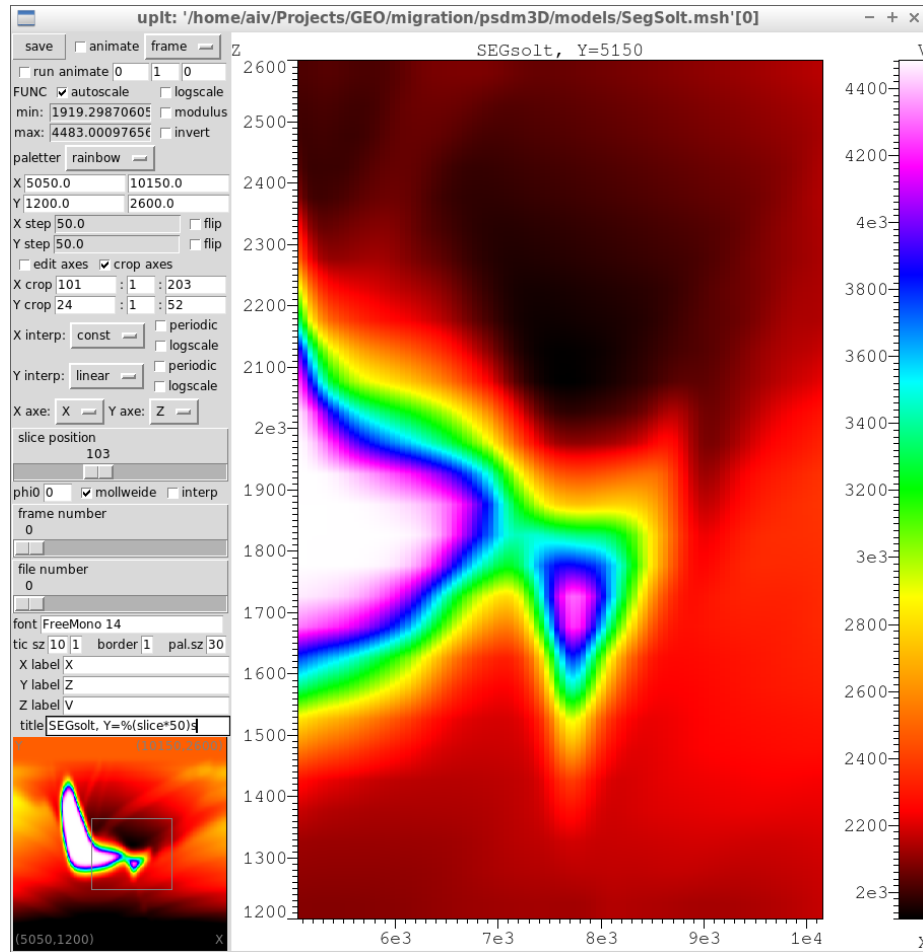 uplt: '/home/aiv/Projects/GEO/migration/psdm3D/models/SegSolt.msh'[0]
save animate frame
run animate 0 1 0
FUNC autoscale logscale
min: 1919.29870605 modulus
max: 4483.00097656 invert
paletter rainbow
X 5050.0 10150.0
Y 1200.0 2600.0
X step 50.0 flip
Y step 50.0 flip
edit axes crop axes
X crop 101 : 1 : 203
Y crop 24 : 1 : 52
X interp: const periodic
logscale
Y interp: linear periodic
logscale
X axe: X Y axe: Z
slice position
103
phi0 0 mollweide interp
frame number
0
file number
0
font FreeMono 14
tic sz 10 1 border 1 pal.sz 30
X label X
Y label Z
Z label V
title SEGsolt, Y=%(slice*50)s
(5050,1200) X
Z SEGsolt, Y=5150
2600
2500
2400
2300
2200
2100
2e3
1900
1800
1700
1600
1500
1400
1300
1200
6e3 7e3 8e3 9e3 1e4
4400
4200
4e3
3800
3600
3400
3200
3e3
2800
2600
2400
2200
2e3